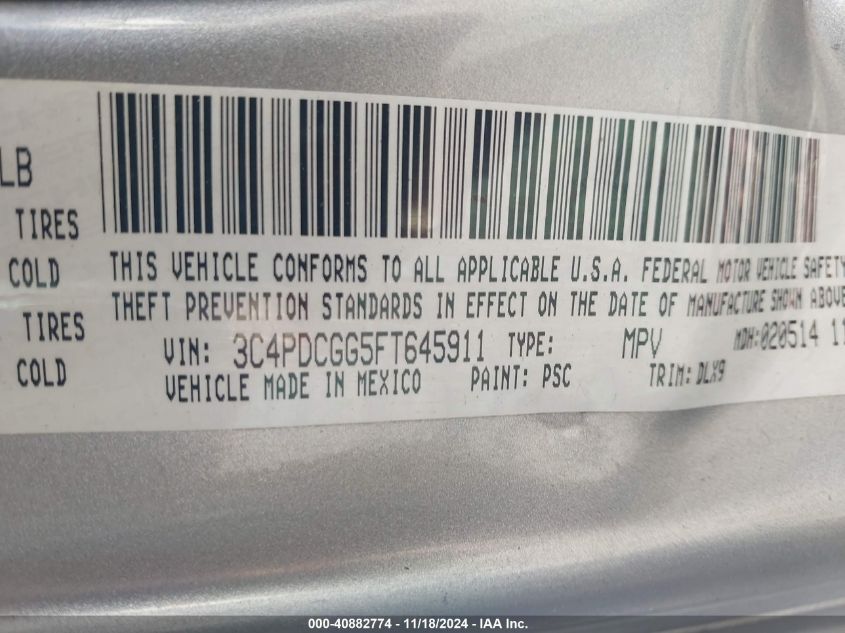 LB
TIRES
COLD
TIRES
COLD
THIS VEHICLE CONFORMS TO ALL APPLICABLE U.S.A. FEDERAL MOTOR VEHICLE SAFETY
THEFT PREVENTION STANDARDS IN EFFECT ON THE DATE OF MANUFACTURE SHOWN ABOVE
VIN: 3C4PDCGG5FT645911 TYPE: MPV MDH:020514 11
VEHICLE MADE IN MEXICO PAINT: PSC TRIM: DLX9
000-40882774 - 11/18/2024 - IAA Inc.